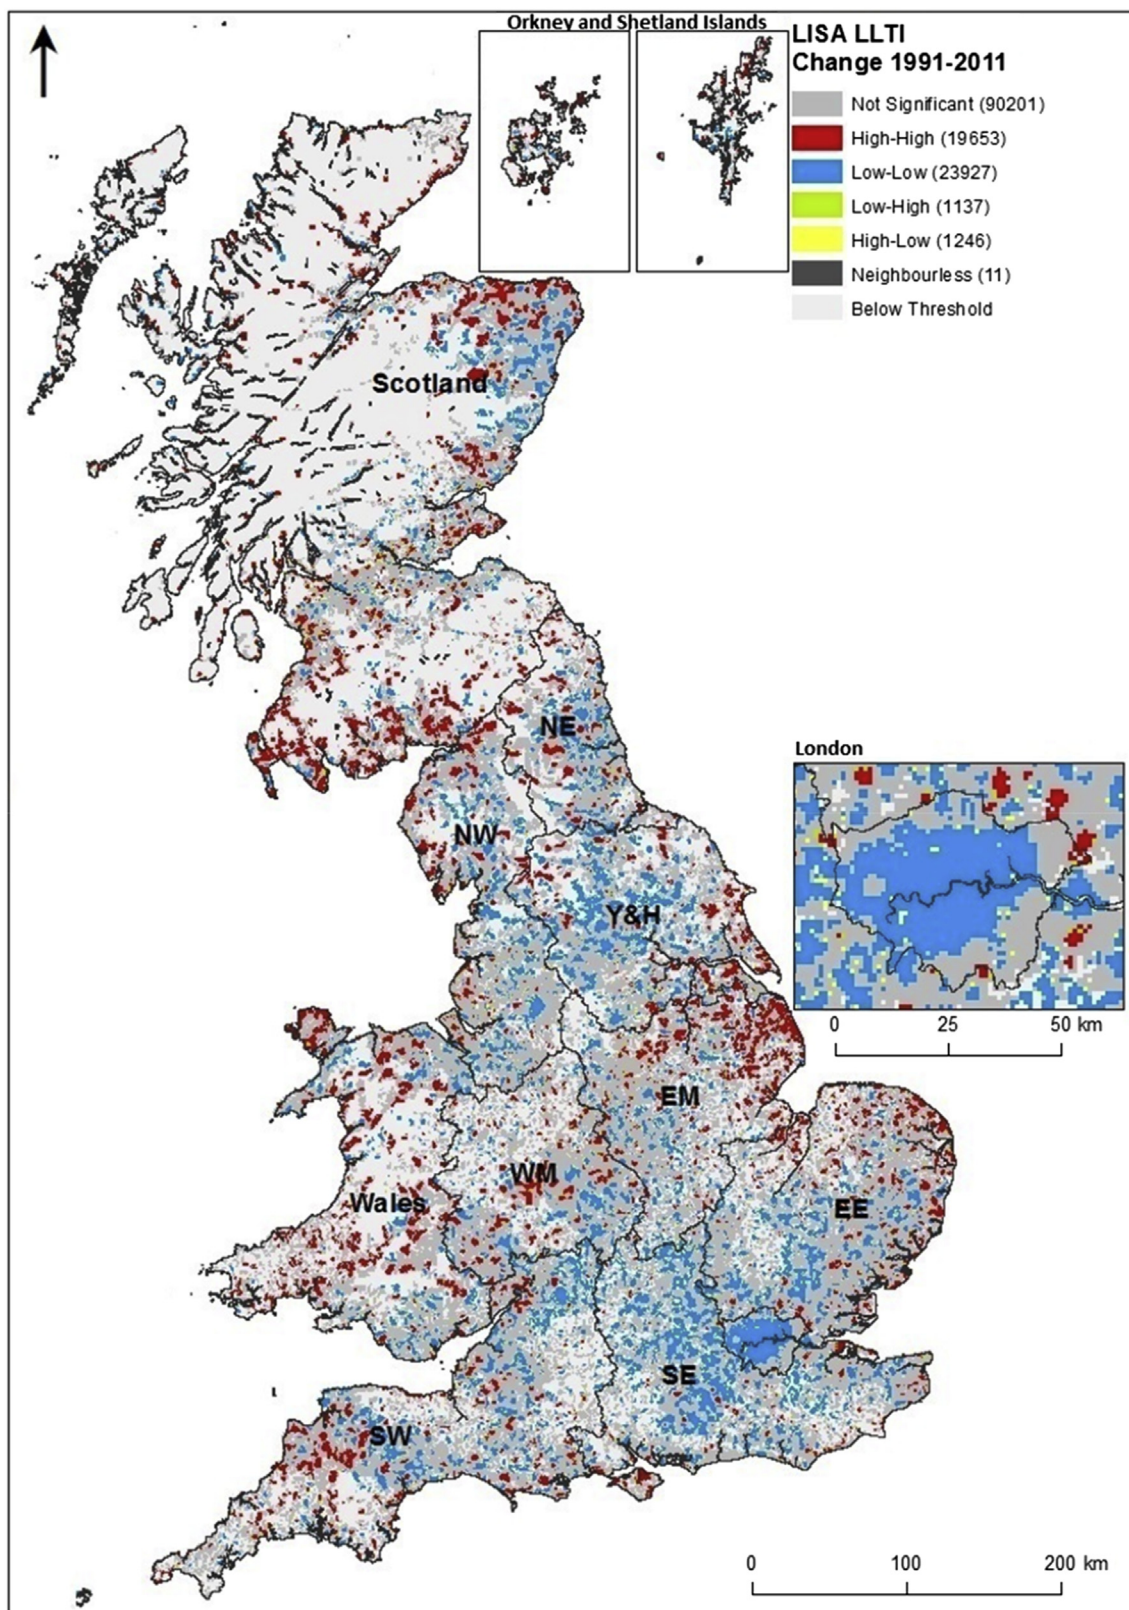 Orkney and Shetland Islands
LISA LLTI
Change 1991-2011
Not Significant (90201)
High-High (19653)
Low-Low (23927)
Low-High (1137)
High-Low (1246)
Neighbourless (11)
Below Threshold
Scotland
NE
London
NW
Y&H
0 25 50 km
EM
WM
Wales
EE
SE
SW
0 100 200 km